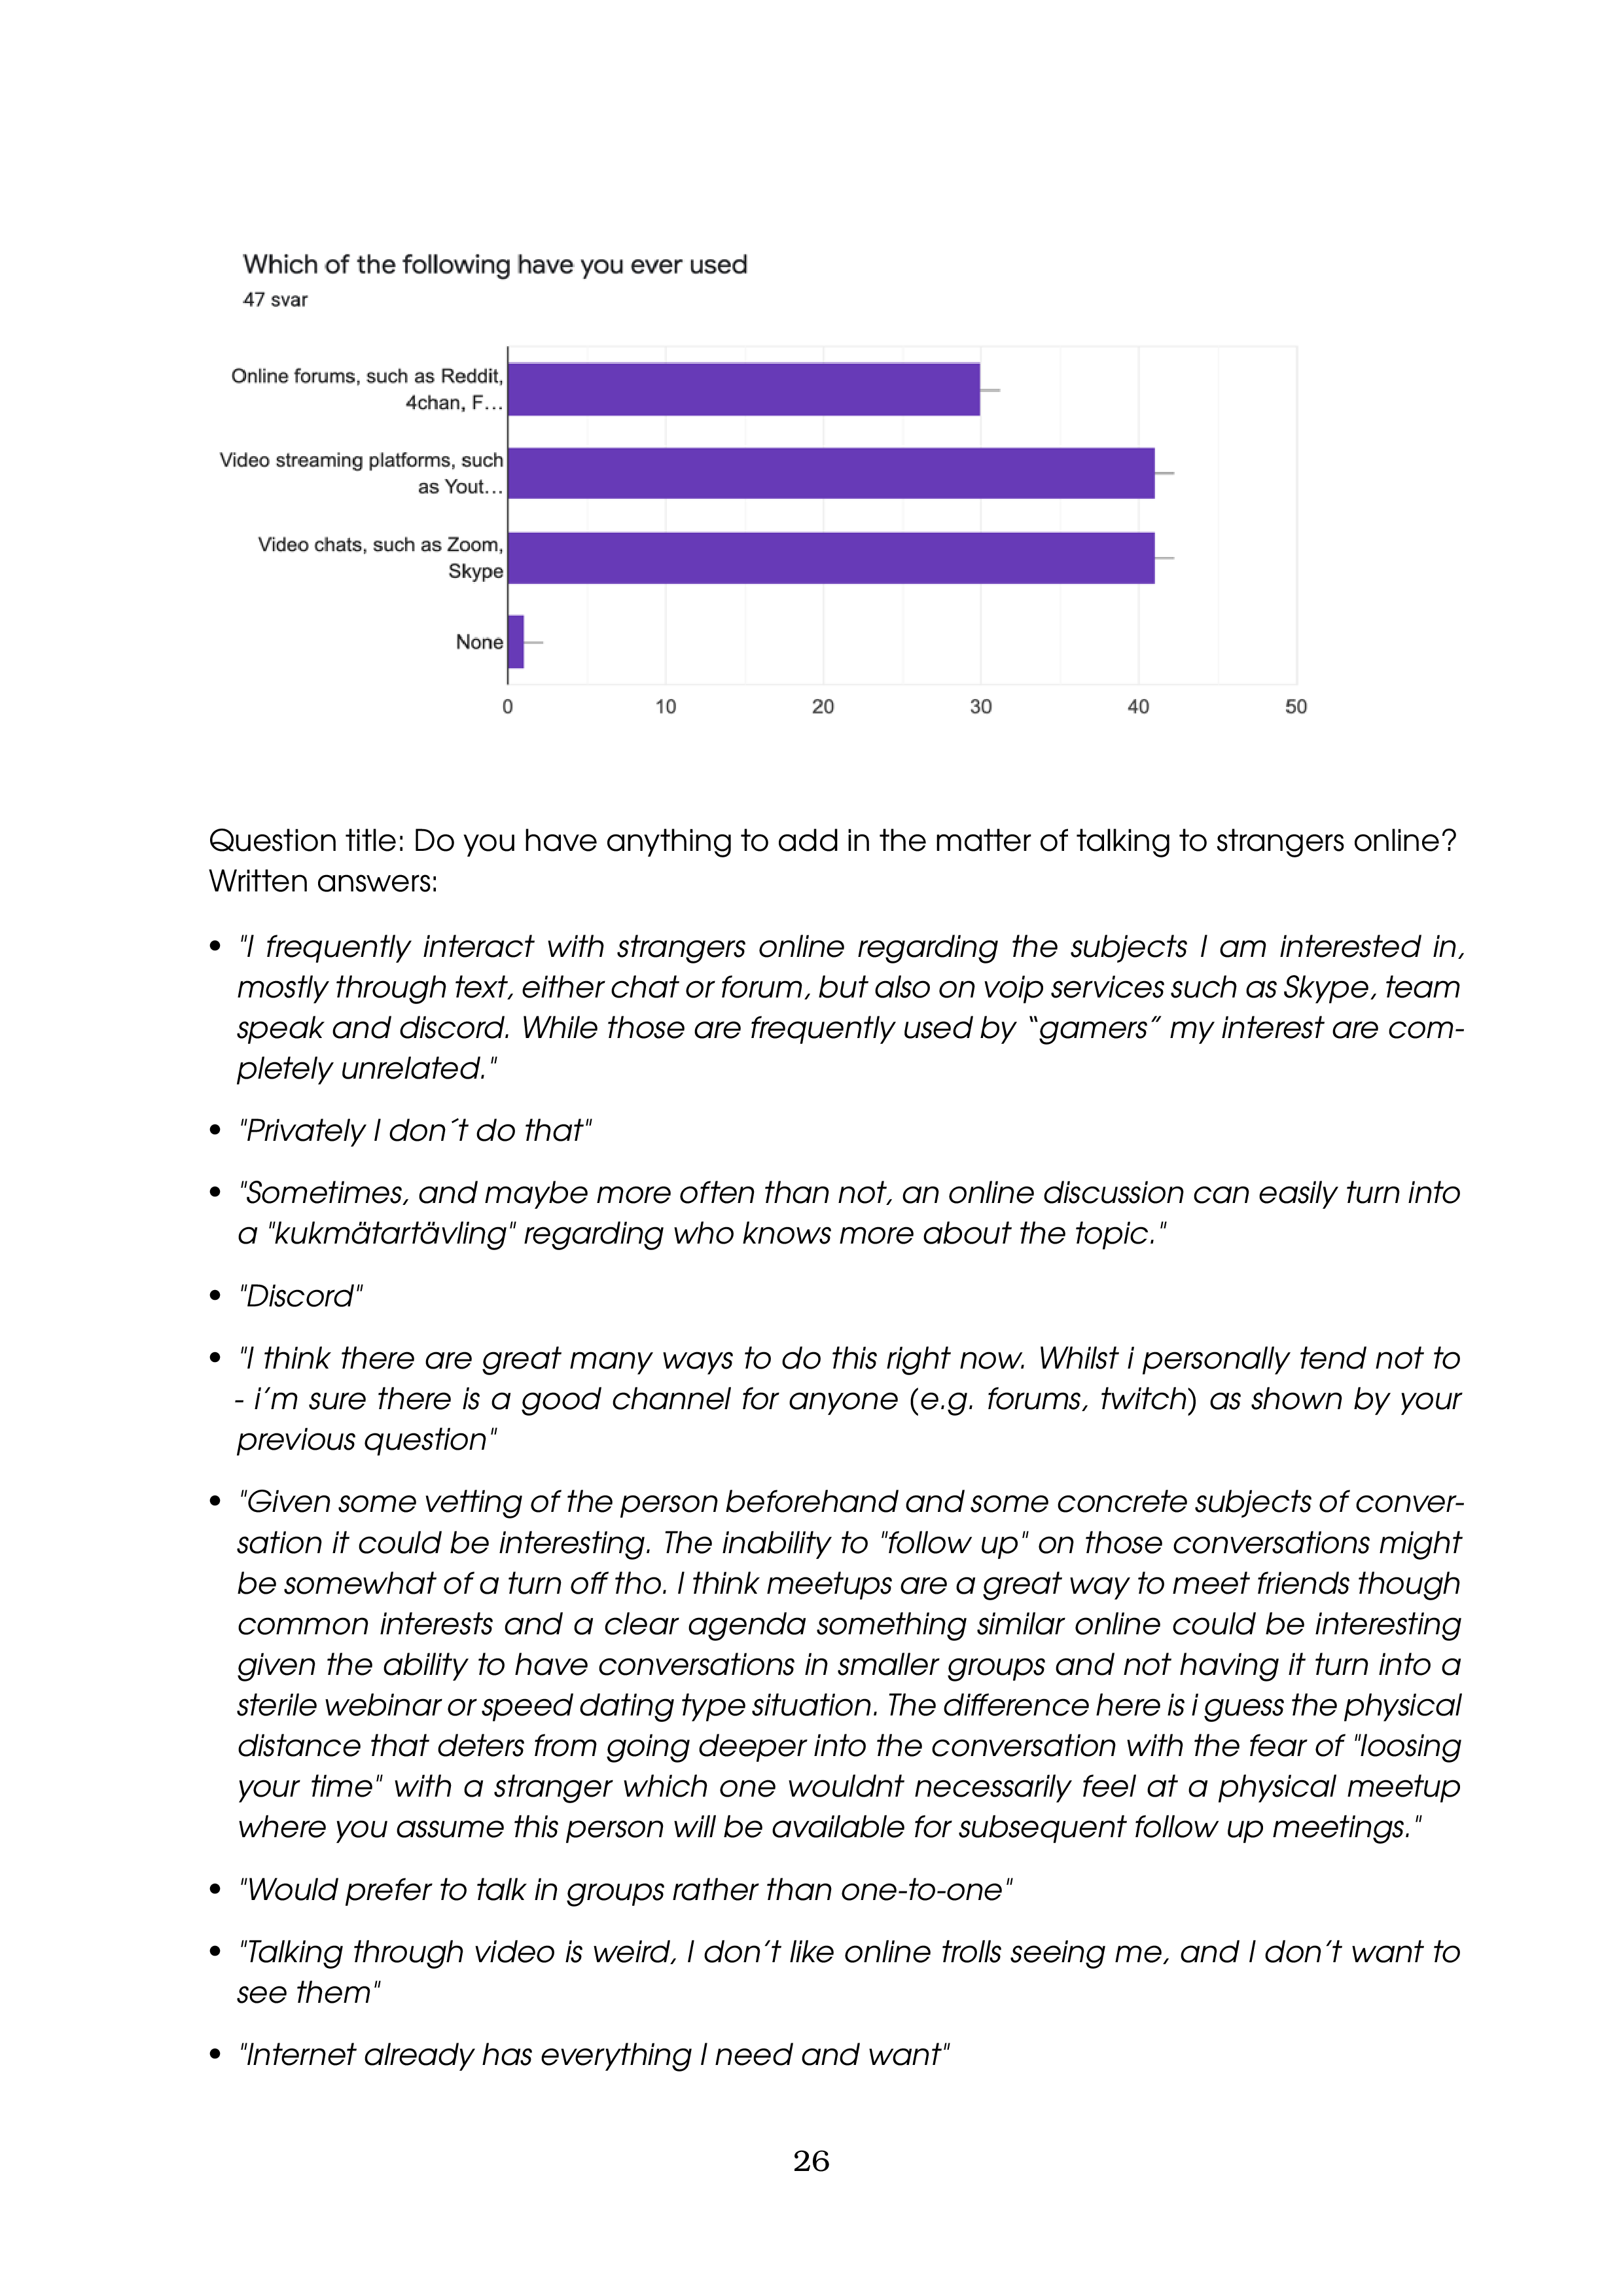 Which of the following have you ever used
47 svar
Online forums, such as Reddit,
4chan, F…
Video streaming platforms, such
as Yout…
Video chats, such as Zoom,
Skype
None
0 10 20 30 40 50
Question title: Do you have anything to add in the matter of talking to strangers online?
Written answers:
• "I frequently interact with strangers online regarding the subjects I am interested in,
mostly through text, either chat or forum, but also on voip services such as Skype, team
speak and discord. While those are frequently used by “gamers” my interest are com-
pletely unrelated."
• "Privately I don´t do that"
• "Sometimes, and maybe more often than not, an online discussion can easily turn into
a "kukmätartävling" regarding who knows more about the topic."
• "Discord"
• "I think there are great many ways to do this right now. Whilst i personally tend not to
- i’m sure there is a good channel for anyone (e.g. forums, twitch) as shown by your
previous question"
• "Given some vetting of the person beforehand and some concrete subjects of conver-
sation it could be interesting. The inability to "follow up" on those conversations might
be somewhat of a turn off tho. I think meetups are a great way to meet friends though
common interests and a clear agenda something similar online could be interesting
given the ability to have conversations in smaller groups and not having it turn into a
sterile webinar or speed dating type situation. The difference here is i guess the physical
distance that deters from going deeper into the conversation with the fear of "loosing
your time" with a stranger which one wouldnt necessarily feel at a physical meetup
where you assume this person will be available for subsequent follow up meetings."
• "Would prefer to talk in groups rather than one-to-one"
• "Talking through video is weird, I don’t like online trolls seeing me, and I don’t want to
see them"
• "Internet already has everything I need and want"
26